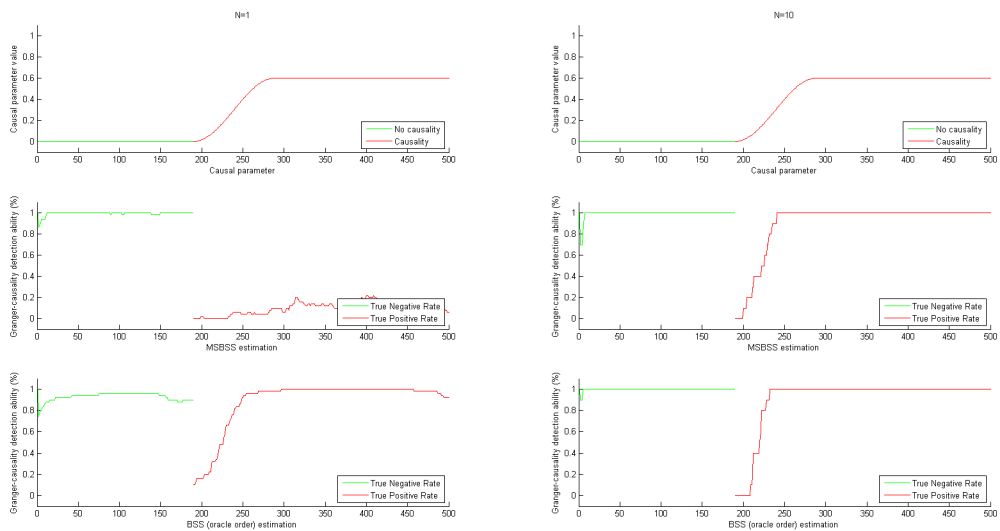 N=1
Causal parameter value
1
0.8
0.6
0.4
0.2
0
No causality
Causality
0 50 100 150 200 250 300 350 400 450 500
Causal parameter
N=10
Causal parameter value
1
0.8
0.6
0.4
0.2
0
No causality
Causality
0 50 100 150 200 250 300 350 400 450 500
Causal parameter
Granger-causality detection ability (%)
1
0.8
0.6
0.4
0.2
0
True Negative Rate
True Positive Rate
0 50 100 150 200 250 300 350 400 450 500
MSBSS estimation
Granger-causality detection ability (%)
1
0.8
0.6
0.4
0.2
0
True Negative Rate
True Positive Rate
0 50 100 150 200 250 300 350 400 450 500
MSBSS estimation
Granger-causality detection ability (%)
1
0.8
0.6
0.4
0.2
0
True Negative Rate
True Positive Rate
0 50 100 150 200 250 300 350 400 450 500
BSS (oracle order) estimation
Granger-causality detection ability (%)
1
0.8
0.6
0.4
0.2
0
True Negative Rate
True Positive Rate
0 50 100 150 200 250 300 350 400 450 500
BSS (oracle order) estimation